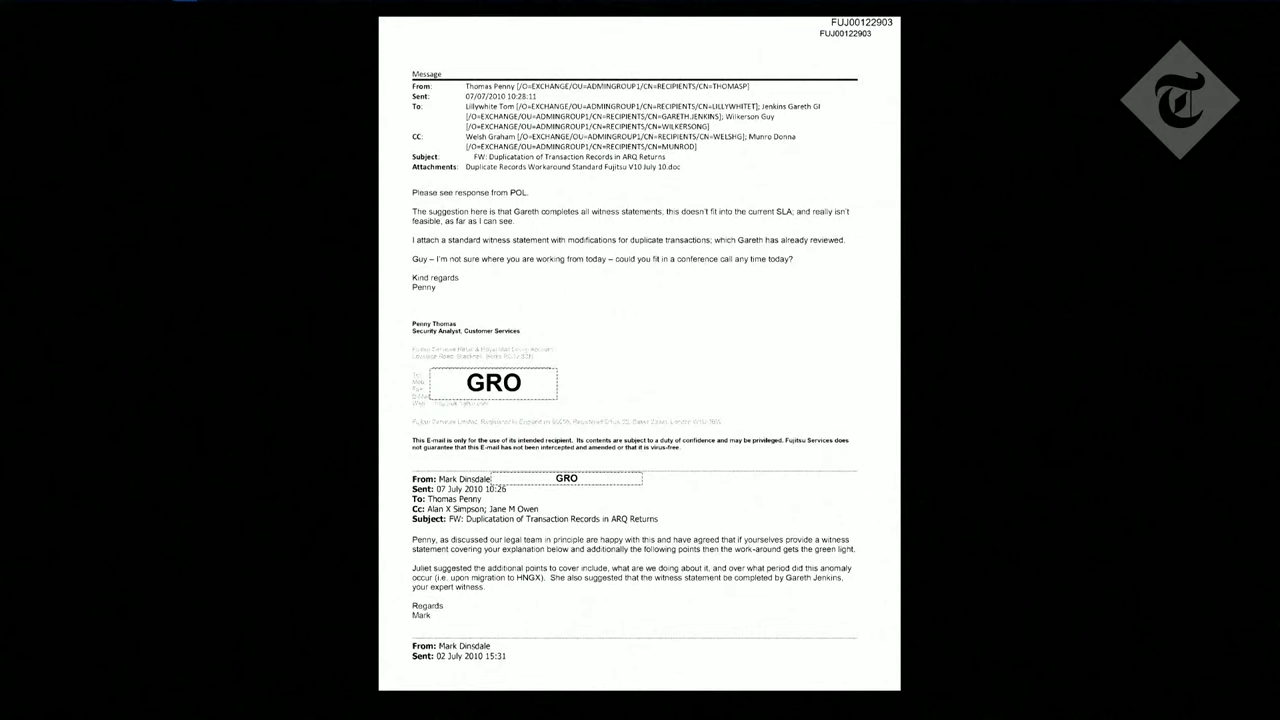 FUJ00122903
FUJ00122903
Message
From: Thomas Penny [/O=EXCHANGE/OU=ADMINGROUP1/CN=RECIPIENTS/CN=THOMASP]
Sent: 07/07/2010 10:28:11
To: Lillywhite Tom [/O=EXCHANGE/OU=ADMINGROUP1/CN=RECIPIENTS/CN=LILLYWHITET]; Jenkins Gareth GI
[/O=EXCHANGE/OU=ADMINGROUP1/CN=RECIPIENTS/CN=GARETH.JENKINS]; Wilkerson Guy
[/O=EXCHANGE/OU=ADMINGROUP1/CN=RECIPIENTS/CN=WILKERSONG]
CC: Welsh Graham [/O=EXCHANGE/OU=ADMINGROUP1/CN=RECIPIENTS/CN=WELSHG]; Munro Donna
[/O=EXCHANGE/OU=ADMINGROUP1/CN=RECIPIENTS/CN=MUNROD]
Subject: FW: Duplicatation of Transaction Records in ARQ Returns
Attachments: Duplicate Records Workaround Standard Fujitsu V10 July 10.doc
Please see response from POL.
The suggestion here is that Gareth completes all witness statements; this doesn't fit into the current SLA; and really isn't
feasible, as far as I can see.
I attach a standard witness statement with modifications for duplicate transactions; which Gareth has already reviewed.
Guy – I'm not sure where you are working from today – could you fit in a conference call any time today?
Kind regards
Penny
Penny Thomas
Security Analyst, Customer Services
GRO
This E-mail is only for the use of its intended recipient. Its contents are subject to a duty of confidence and may be privileged. Fujitsu Services does
not guarantee that this E-mail has not been intercepted and amended or that it is virus-free.
From: Mark Dinsdale GRO
Sent: 07 July 2010 10:26
To: Thomas Penny
Cc: Alan X Simpson; Jane M Owen
Subject: FW: Duplicatation of Transaction Records in ARQ Returns
Penny, as discussed our legal team in principle are happy with this and have agreed that if yourselves provide a witness
statement covering your explanation below and additionally the following points then the work-around gets the green light.
Juliet suggested the additional points to cover include, what are we doing about it, and over what period did this anomaly
occur (i.e. upon migration to HNGX). She also suggested that the witness statement be completed by Gareth Jenkins,
your expert witness.
Regards
Mark
From: Mark Dinsdale
Sent: 02 July 2010 15:31